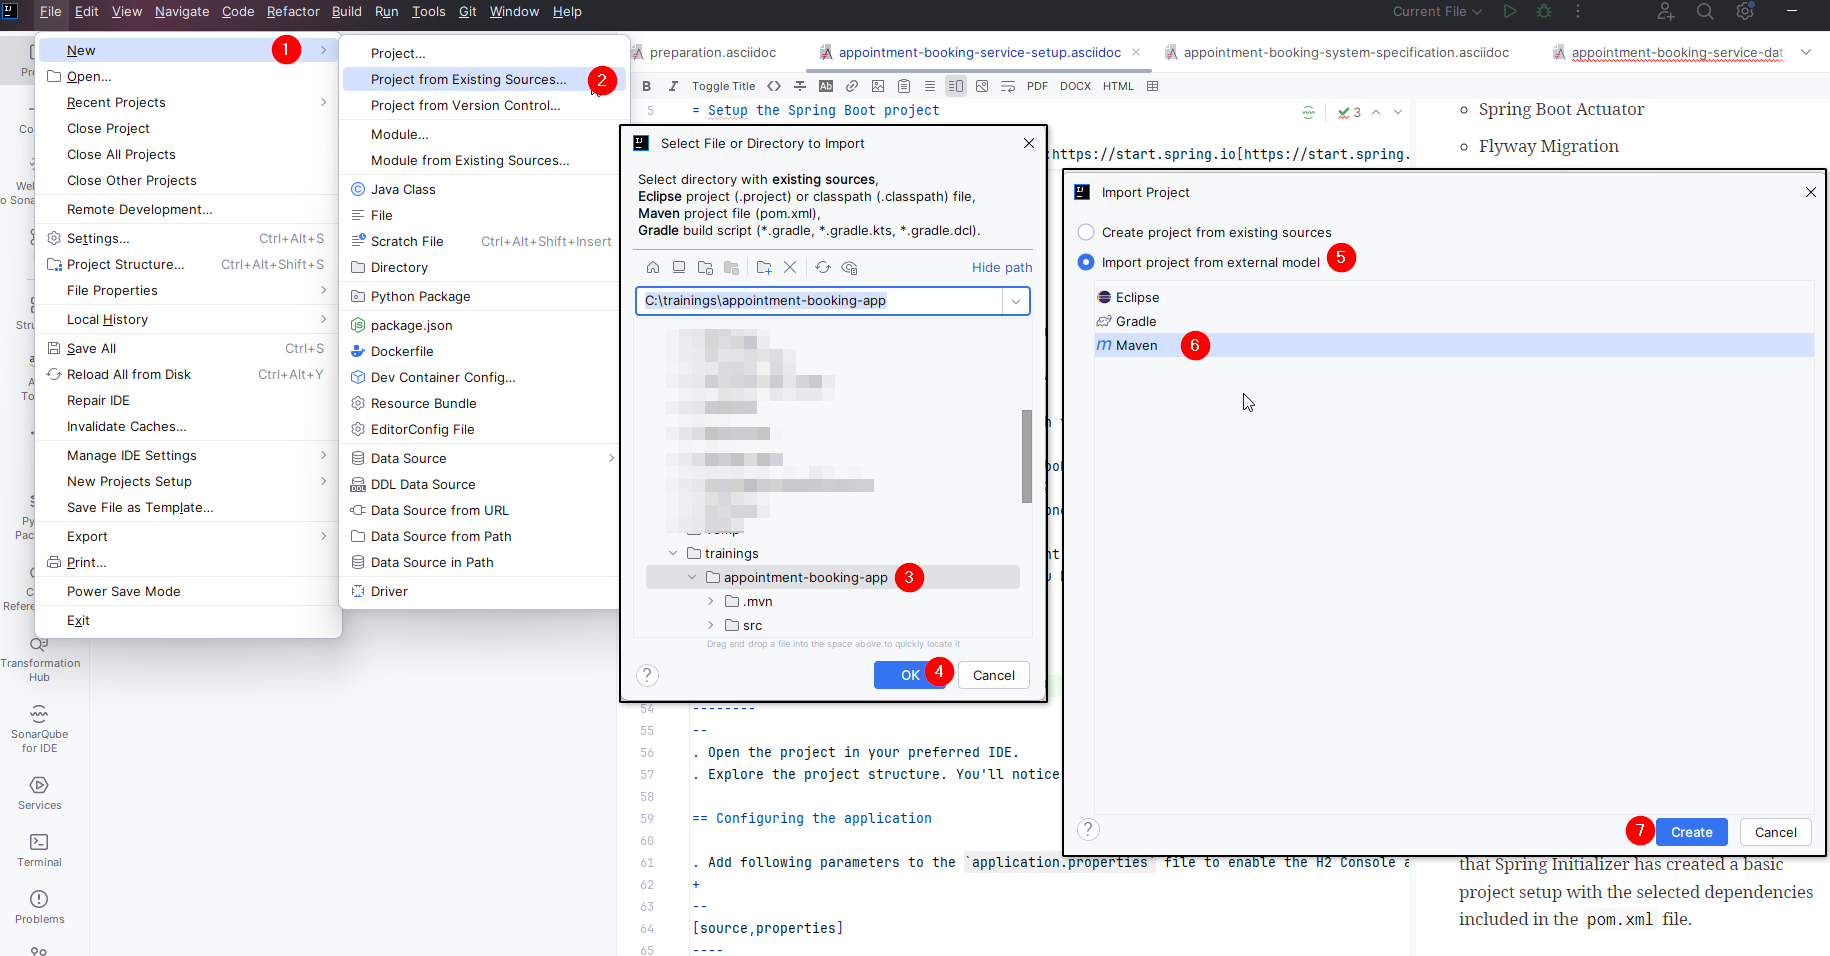 File Edit View Navigate Code Refactor Build Run Tools Git Window Help
Current File
New 1
Open...
Recent Projects
Close Project
Close All Projects
Close Other Projects
Remote Development...
Settings... Ctrl+Alt+S
Project Structure... Ctrl+Alt+Shift+S
File Properties
Local History
Save All Ctrl+S
Reload All from Disk Ctrl+Alt+Y
Repair IDE
Invalidate Caches...
Manage IDE Settings
New Projects Setup
Save File as Template...
Export
Print...
Power Save Mode
Exit
Transformation
Hub
SonarQube
for IDE
Services
Terminal
Problems
Project...
Project from Existing Sources... 2
Project from Version Control...
Module...
Module from Existing Sources...
Java Class
File
Scratch File Ctrl+Alt+Shift+Insert
Directory
Python Package
package.json
Dockerfile
Dev Container Config...
Resource Bundle
EditorConfig File
Data Source
DDL Data Source
Data Source from URL
Data Source from Path
Data Source in Path
Driver
preparation.asciidoc appointment-booking-service-setup.asciidoc appointment-booking-system-specification.asciidoc appointment-booking-service-dat
B I Toggle Title PDF DOCX HTML
5 = Setup the Spring Boot project
3
:https://start.spring.io[https://start.spring.
Spring Boot Actuator
Flyway Migration
Select File or Directory to Import
Select directory with existing sources,
Eclipse project (.project) or classpath (.classpath) file,
Maven project file (pom.xml),
Gradle build script (*.gradle, *.gradle.kts, *.gradle.dcl).
Hide path
C:\trainings\appointment-booking-app
trainings
appointment-booking-app 3
.mvn
src
Drag and drop a file into the space above to quickly locate it
? OK 4 Cancel
Import Project
Create project from existing sources
Import project from external model 5
Eclipse
Gradle
Maven 6
? 7 Create Cancel
54 --------
55 --
56 . Open the project in your preferred IDE.
57 . Explore the project structure. You'll notice
58
59 == Configuring the application
60
61 . Add following parameters to the `application.properties` file to enable the H2 Console a
62 +
63 --
64 [source,properties]
65 ----
that Spring Initializer has created a basic
project setup with the selected dependencies
included in the pom.xml file.